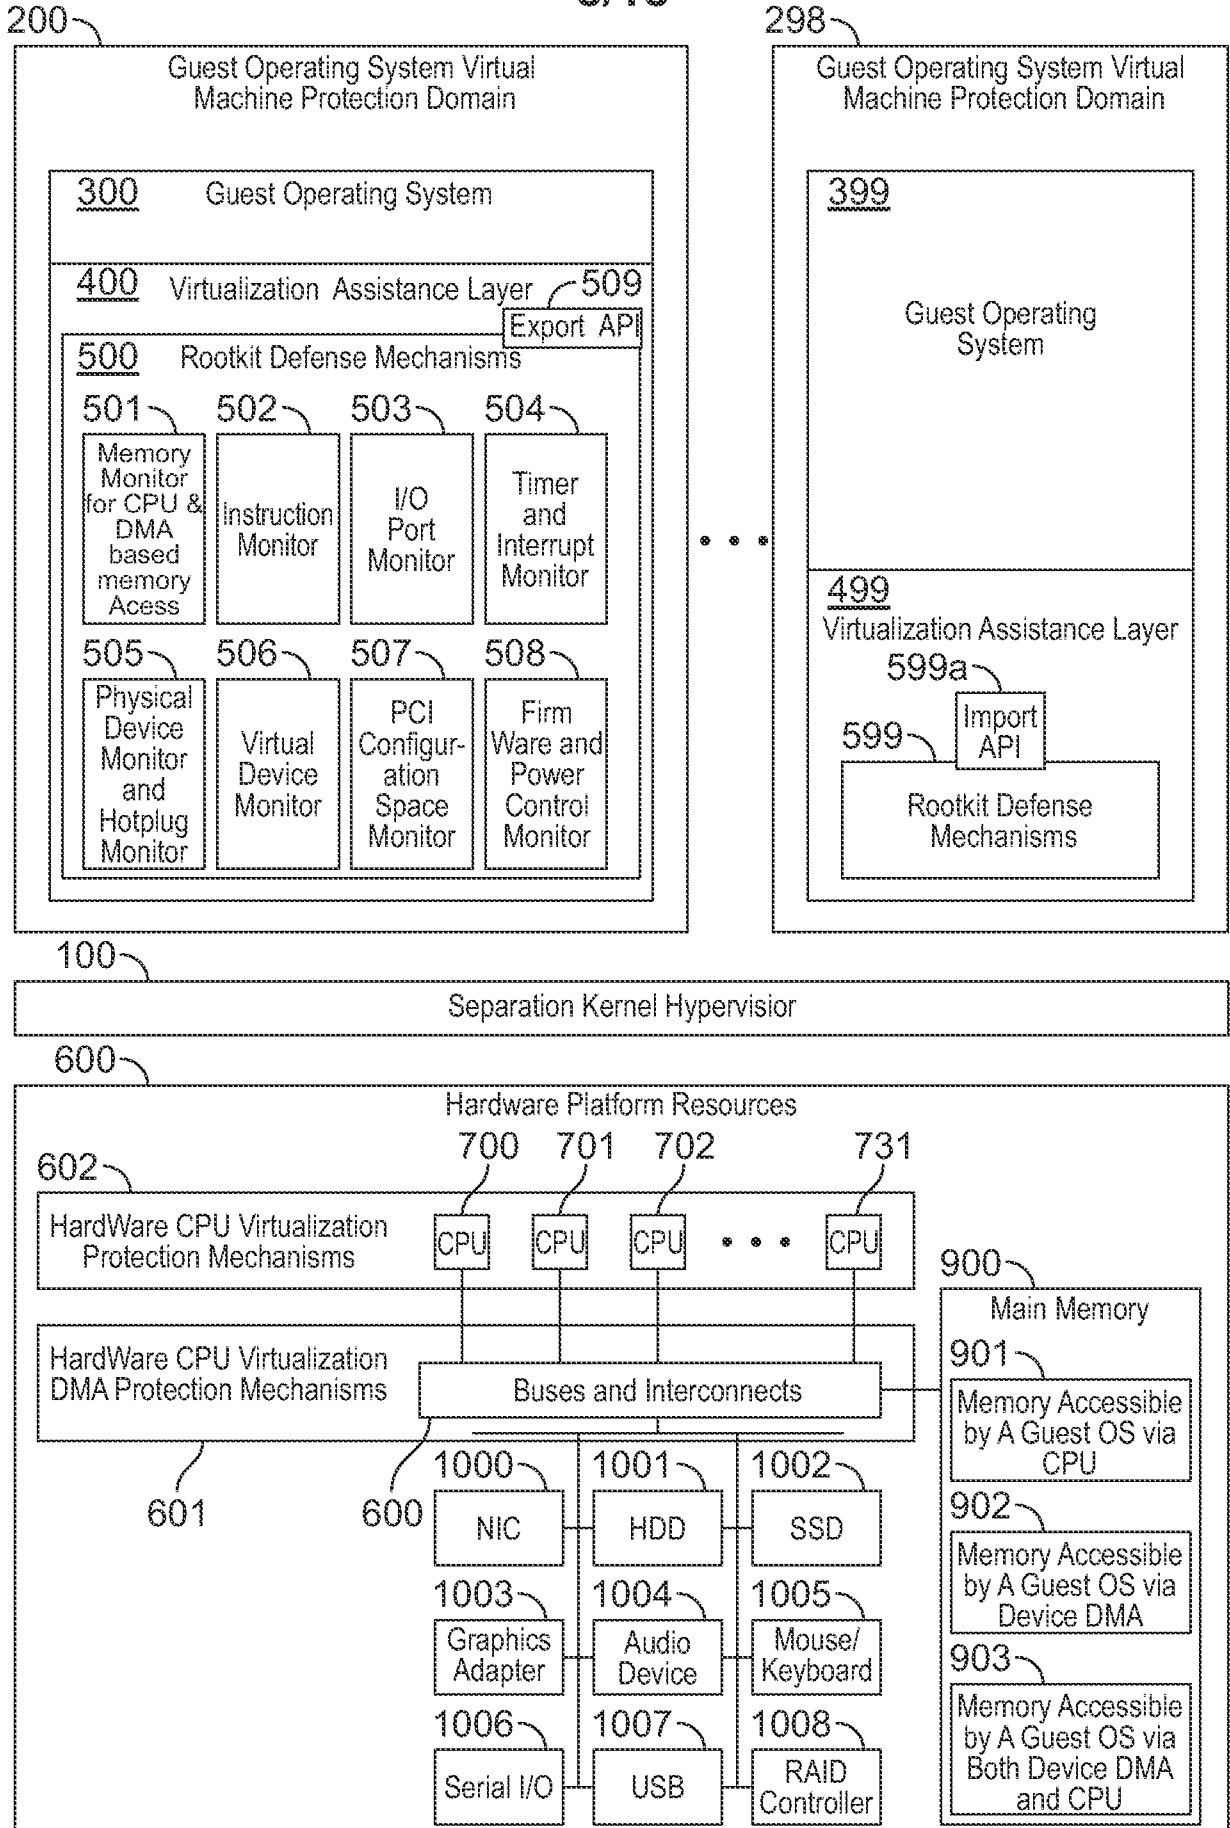 200
298
Guest Operating System Virtual
Machine Protection Domain
Guest Operating System Virtual
Machine Protection Domain
300
Guest Operating System
400
Virtualization Assistance Layer
509
Export API
500
Rootkit Defense Mechanisms
501
502
503
504
Memory
Monitor
for CPU &
DMA
based
memory
Acess
Instruction
Monitor
I/O
Port
Monitor
Timer
and
Interrupt
Monitor
505
506
507
508
Physical
Device
Monitor
and
Hotplug
Monitor
Virtual
Device
Monitor
PCI
Configur-
ation
Space
Monitor
Firm
Ware and
Power
Control
Monitor
399
Guest Operating
System
499
Virtualization Assistance Layer
599a
Import
API
599
Rootkit Defense
Mechanisms
100
Separation Kernel Hypervisior
600
Hardware Platform Resources
602
700
701
702
731
HardWare CPU Virtualization
Protection Mechanisms
CPU
CPU
CPU
CPU
HardWare CPU Virtualization
DMA Protection Mechanisms
Buses and Interconnects
601
600
900
Main Memory
901
Memory Accessible
by A Guest OS via
CPU
902
Memory Accessible
by A Guest OS via
Device DMA
903
Memory Accessible
by A Guest OS via
Both Device DMA
and CPU
1000
1001
1002
NIC
HDD
SSD
1003
1004
1005
Graphics
Adapter
Audio
Device
Mouse/
Keyboard
1006
1007
1008
Serial I/O
USB
RAID
Controller